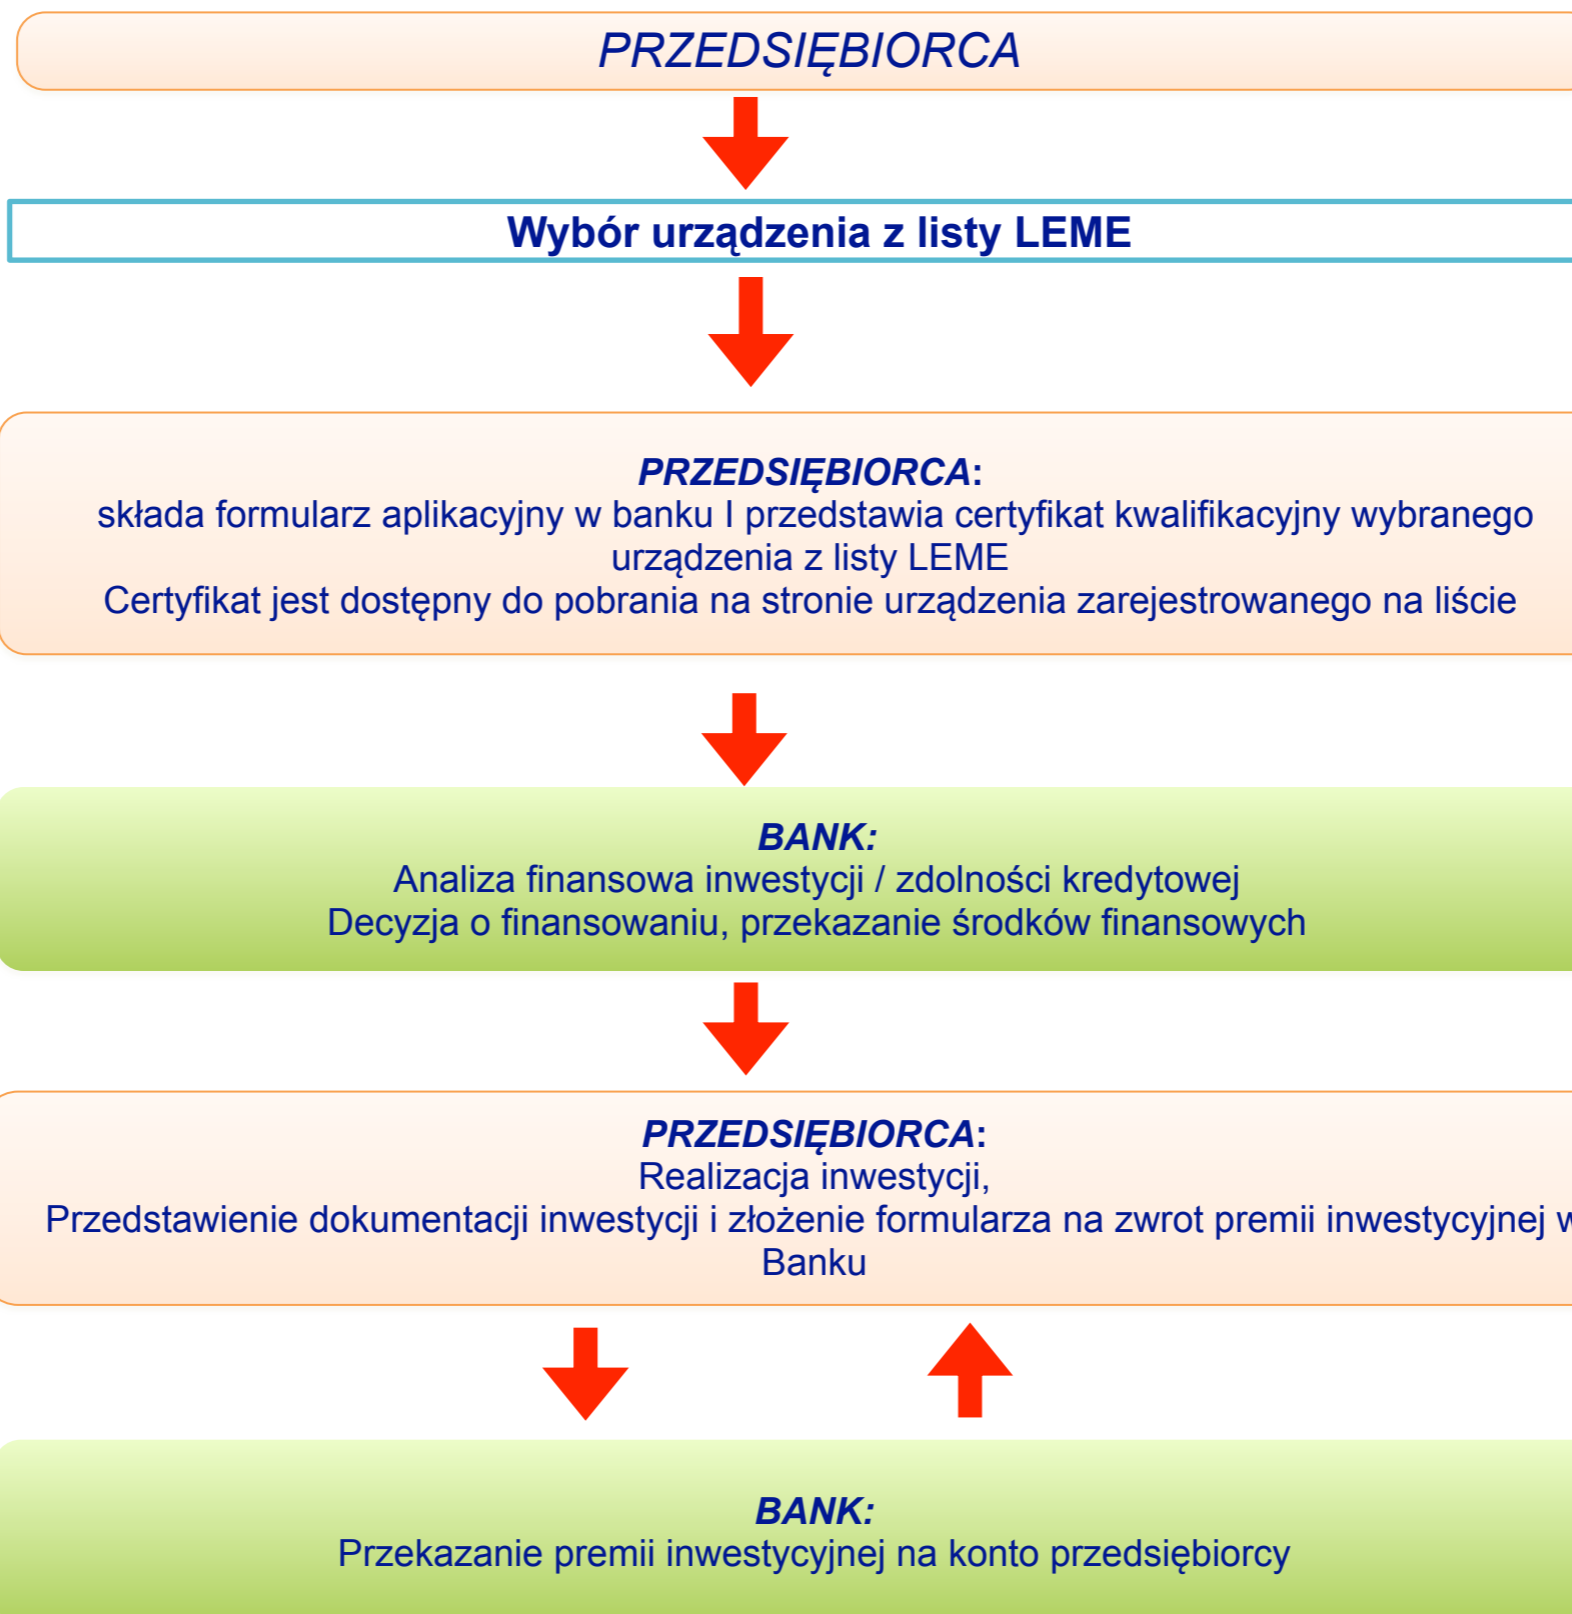 PRZEDSIĘBIORCA
Wybór urządzenia z listy LEME
PRZEDSIĘBIORCA:
składa formularz aplikacyjny w banku I przedstawia certyfikat kwalifikacyjny wybranego
urządzenia z listy LEME
Certyfikat jest dostępny do pobrania na stronie urządzenia zarejestrowanego na liście
BANK:
Analiza finansowa inwestycji / zdolności kredytowej
Decyzja o finansowaniu, przekazanie środków finansowych
PRZEDSIĘBIORCA:
Realizacja inwestycji,
Przedstawienie dokumentacji inwestycji i złożenie formularza na zwrot premii inwestycyjnej w
Banku
BANK:
Przekazanie premii inwestycyjnej na konto przedsiębiorcy